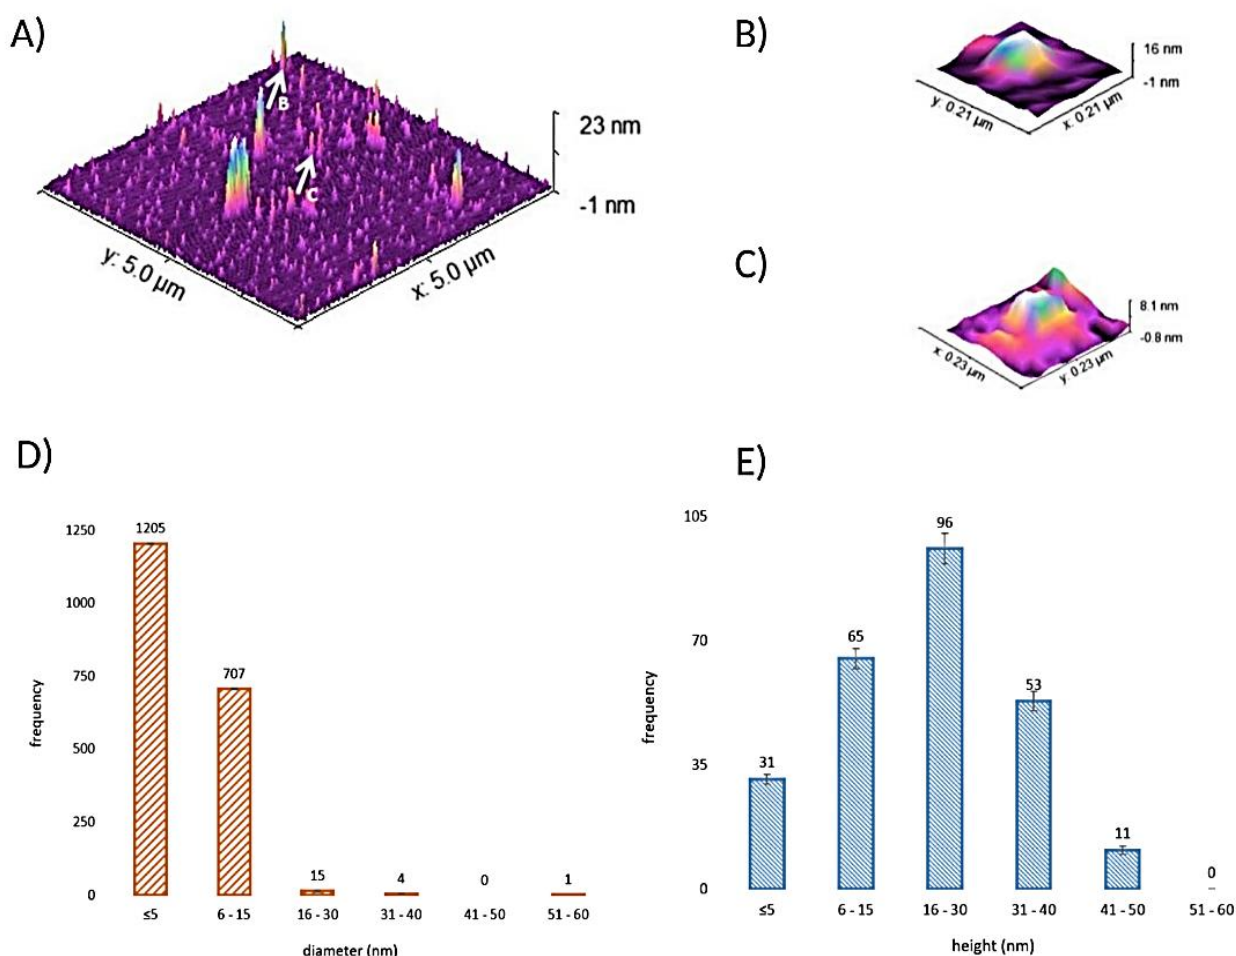 A)
B
C
23 nm
-1 nm
y: 5.0 µm
x: 5.0 µm
B)
16 nm
-1 nm
y: 0.21 µm
x: 0.21 µm
C)
8.1 nm
-0.8 nm
x: 0.23 µm
y: 0.23 µm
D)
1250
1000
750
500
250
0
frequency
1205
707
15
4
0
1
≤5
6 - 15
16 - 30
31 - 40
41 - 50
51 - 60
diameter (nm)
E)
105
70
35
0
frequency
31
65
96
53
11
0
≤5
6 - 15
16 - 30
31 - 40
41 - 50
51 - 60
height (nm)